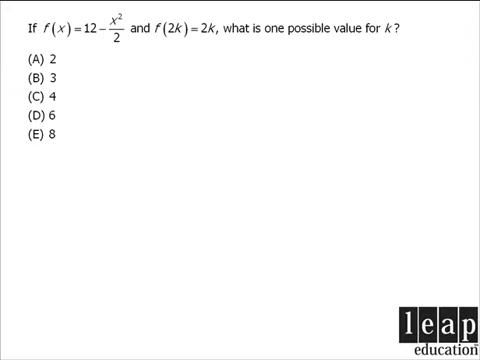 If f(x) = 12 − x²/2 and f(2k) = 2k, what is one possible value for k?
(A) 2
(B) 3
(C) 4
(D) 6
(E) 8
leap
education